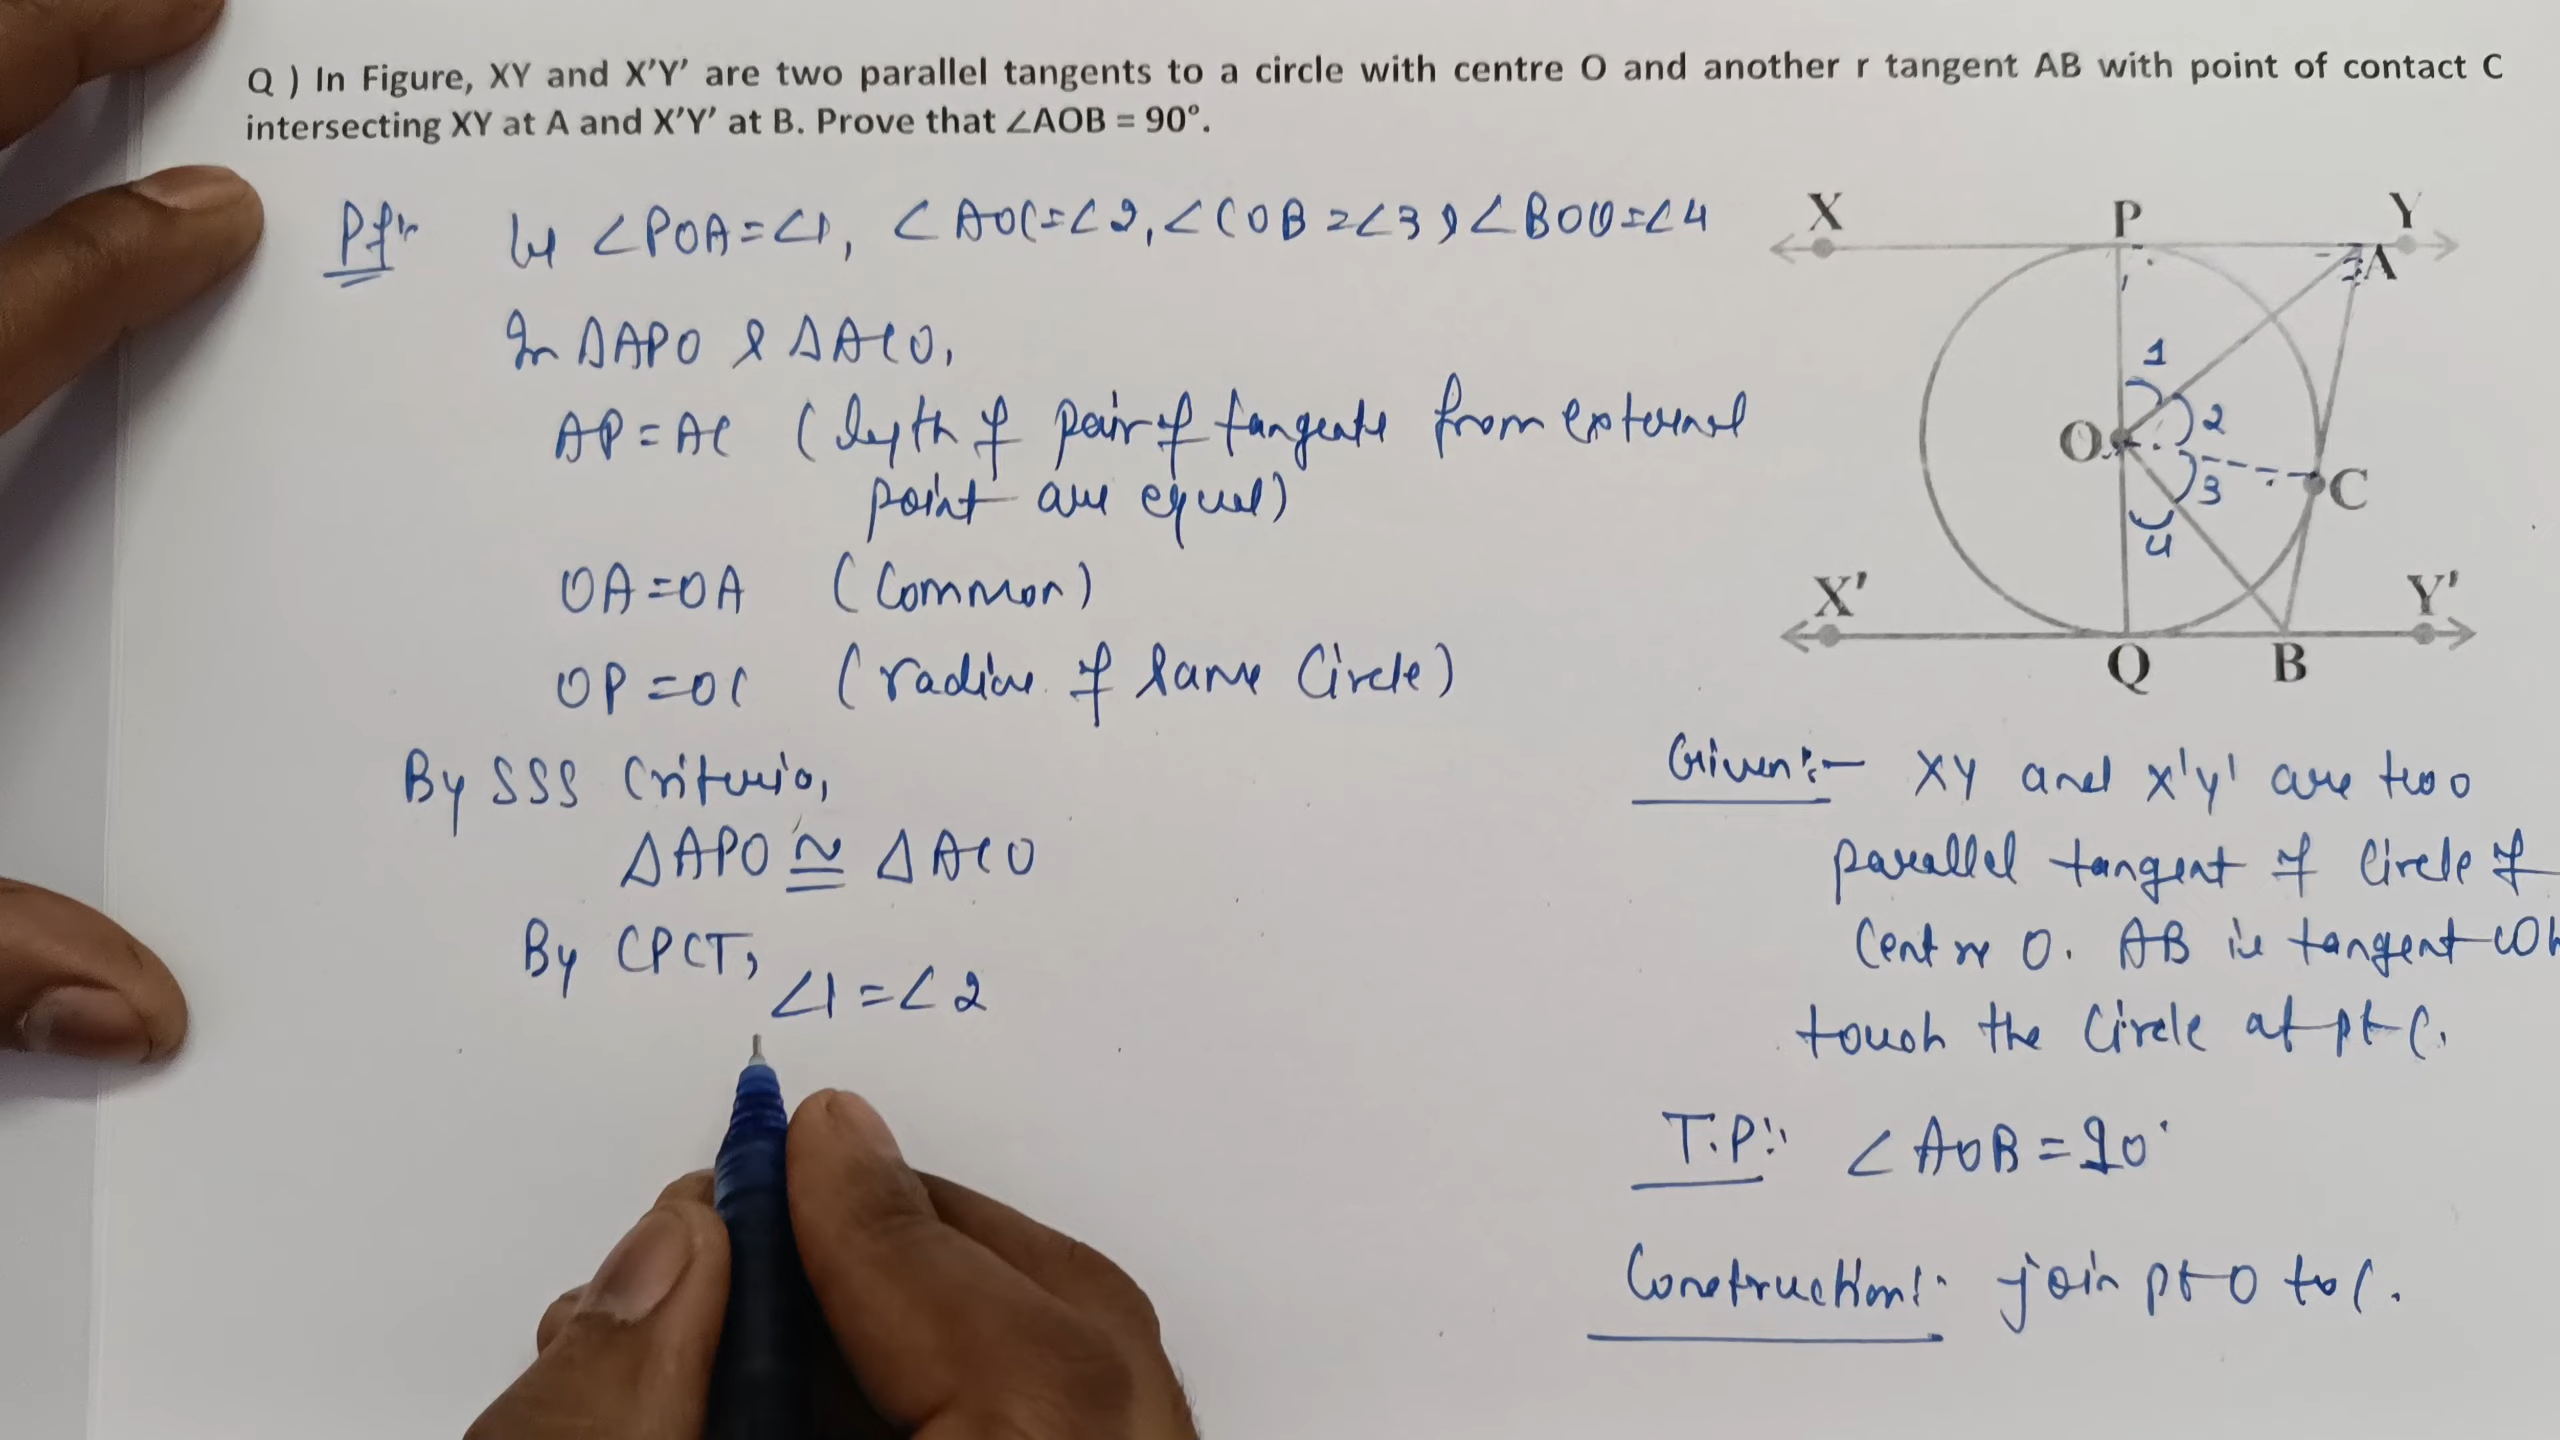 Q ) In Figure, XY and X'Y' are two parallel tangents to a circle with centre O and another r tangent AB with point of contact C
intersecting XY at A and X'Y' at B. Prove that ∠AOB = 90º.
Pf:- ∠POA=∠1, ∠AOC=∠2, ∠COB=∠3 & ∠BOQ=∠4
In ΔAPO & ΔACO,
AP=AC (length of pair of tangents from external
point are equal)
OA=OA (Common)
OP=OC (radius of same Circle)
By SSS Criteria,
ΔAPO ≅ ΔACO
By CPCT,
∠1=∠2
X P Y
A
1
O 2
3 C
4
X' Y'
Q B
Given:- XY and X'Y' are two
parallel tangent of Circle of
Centre O. AB is tangent
touch the Circle at pt C.
T.P:- ∠AOB=90°
Construction:- join pt O to C.